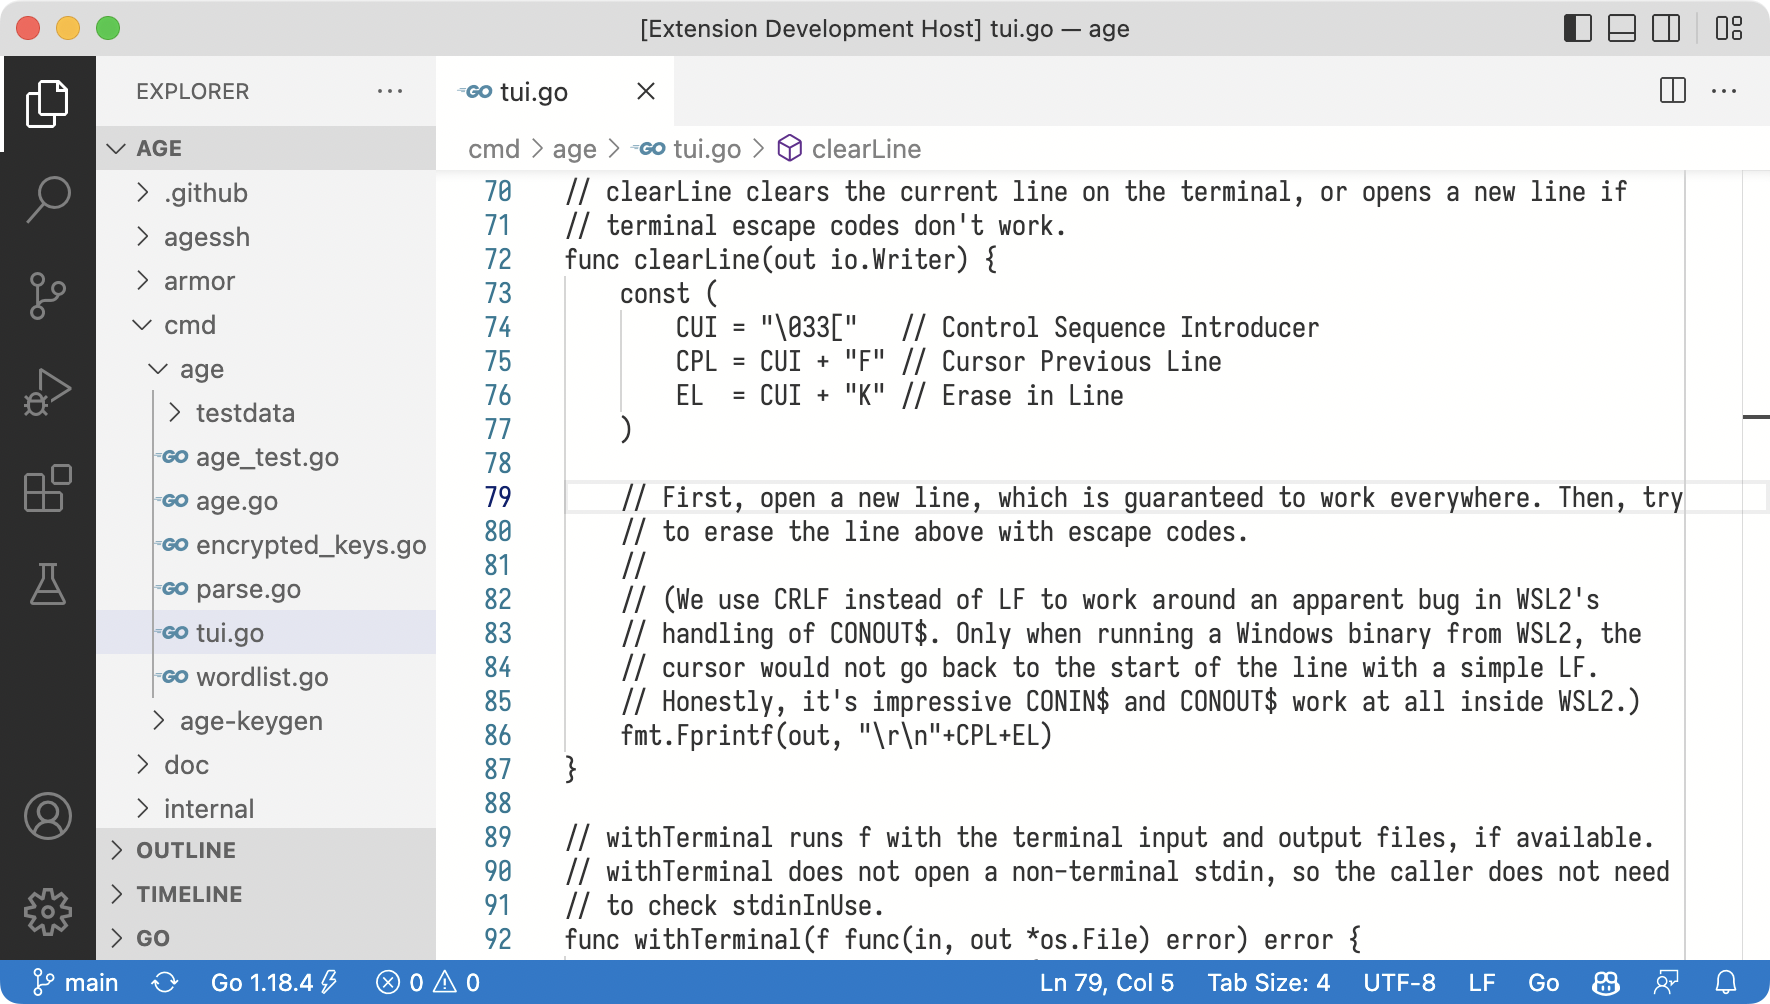 [Extension Development Host] tui.go — age
EXPLORER
AGE
.github
agessh
armor
cmd
age
testdata
GO age_test.go
GO age.go
GO encrypted_keys.go
GO parse.go
GO tui.go
GO wordlist.go
age-keygen
doc
internal
OUTLINE
TIMELINE
GO
GO tui.go
cmd > age > GO tui.go > clearLine
70 // clearLine clears the current line on the terminal, or opens a new line if
71 // terminal escape codes don't work.
72 func clearLine(out io.Writer) {
73     const (
74         CUI = "\033["   // Control Sequence Introducer
75         CPL = CUI + "F" // Cursor Previous Line
76         EL  = CUI + "K" // Erase in Line
77     )
78
79     // First, open a new line, which is guaranteed to work everywhere. Then, try
80     // to erase the line above with escape codes.
81     //
82     // (We use CRLF instead of LF to work around an apparent bug in WSL2's
83     // handling of CONOUT$. Only when running a Windows binary from WSL2, the
84     // cursor would not go back to the start of the line with a simple LF.
85     // Honestly, it's impressive CONIN$ and CONOUT$ work at all inside WSL2.)
86     fmt.Fprintf(out, "\r\n"+CPL+EL)
87 }
88
89 // withTerminal runs f with the terminal input and output files, if available.
90 // withTerminal does not open a non-terminal stdin, so the caller does not need
91 // to check stdinInUse.
92 func withTerminal(f func(in, out *os.File) error) error {
main Go 1.18.4 0 0 Ln 79, Col 5 Tab Size: 4 UTF-8 LF Go